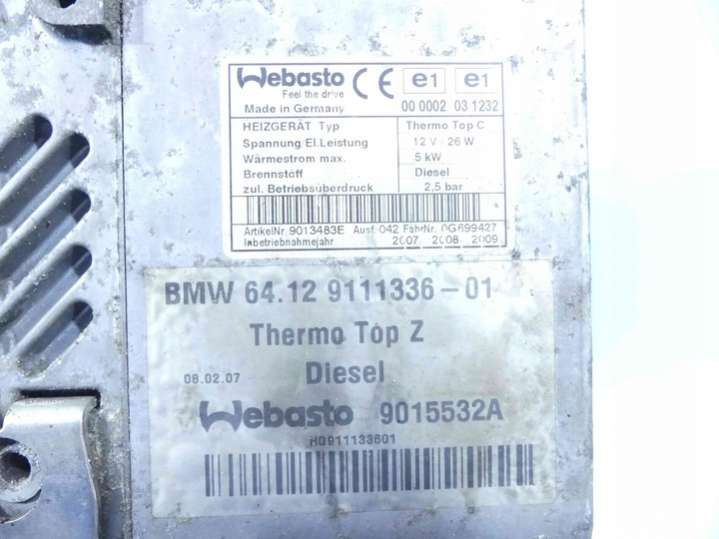 Webasto CE e1 e1
Feel the drive
Made in Germany 00 0002 03 1232
HEIZGERÄT Typ Thermo Top C
Spannung/El.Leistung 12 V - 26 W
Wärmestrom max. 5 kW
Brennstoff Diesel
zul. Betriebsüberdruck 2,5 bar
ArtikelNr. 9013483E Ausf. 042 FabrNr. 0G699427
Inbetriebnahmejahr 2007 2008 2009
BMW 64.12 9111336-01
Thermo Top Z
08.02.07 Diesel
Webasto 9015532A
H0911133601